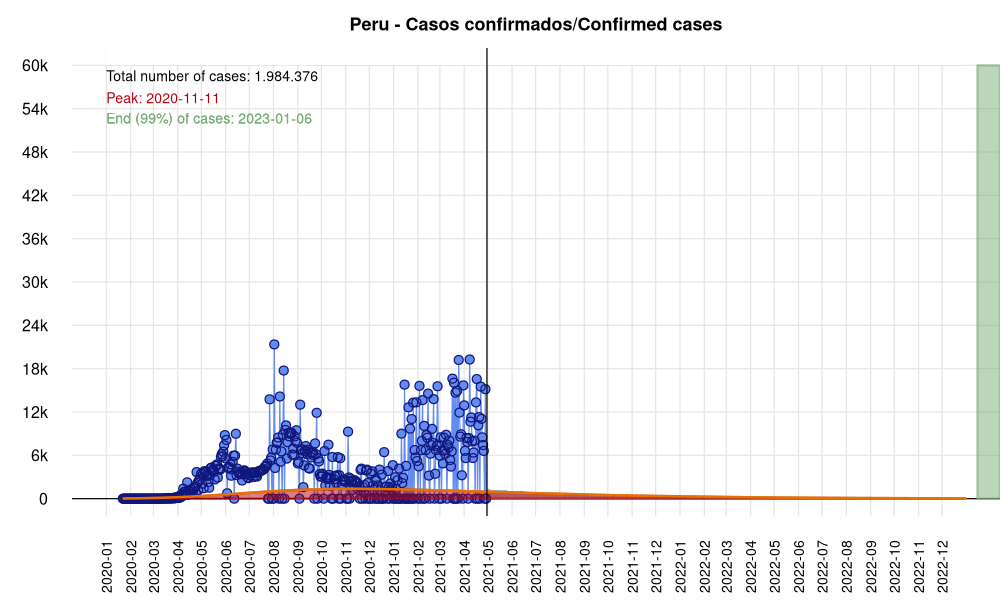 Peru - Casos confirmados/Confirmed cases
Total number of cases: 1.984.376
Peak: 2020-11-11
End (99%) of cases: 2023-01-06
60k
54k
48k
42k
36k
30k
24k
18k
12k
6k
0
2020-01
2020-02
2020-03
2020-04
2020-05
2020-06
2020-07
2020-08
2020-09
2020-10
2020-11
2020-12
2021-01
2021-02
2021-03
2021-04
2021-05
2021-06
2021-07
2021-08
2021-09
2021-10
2021-11
2021-12
2022-01
2022-02
2022-03
2022-04
2022-05
2022-06
2022-07
2022-08
2022-09
2022-10
2022-11
2022-12